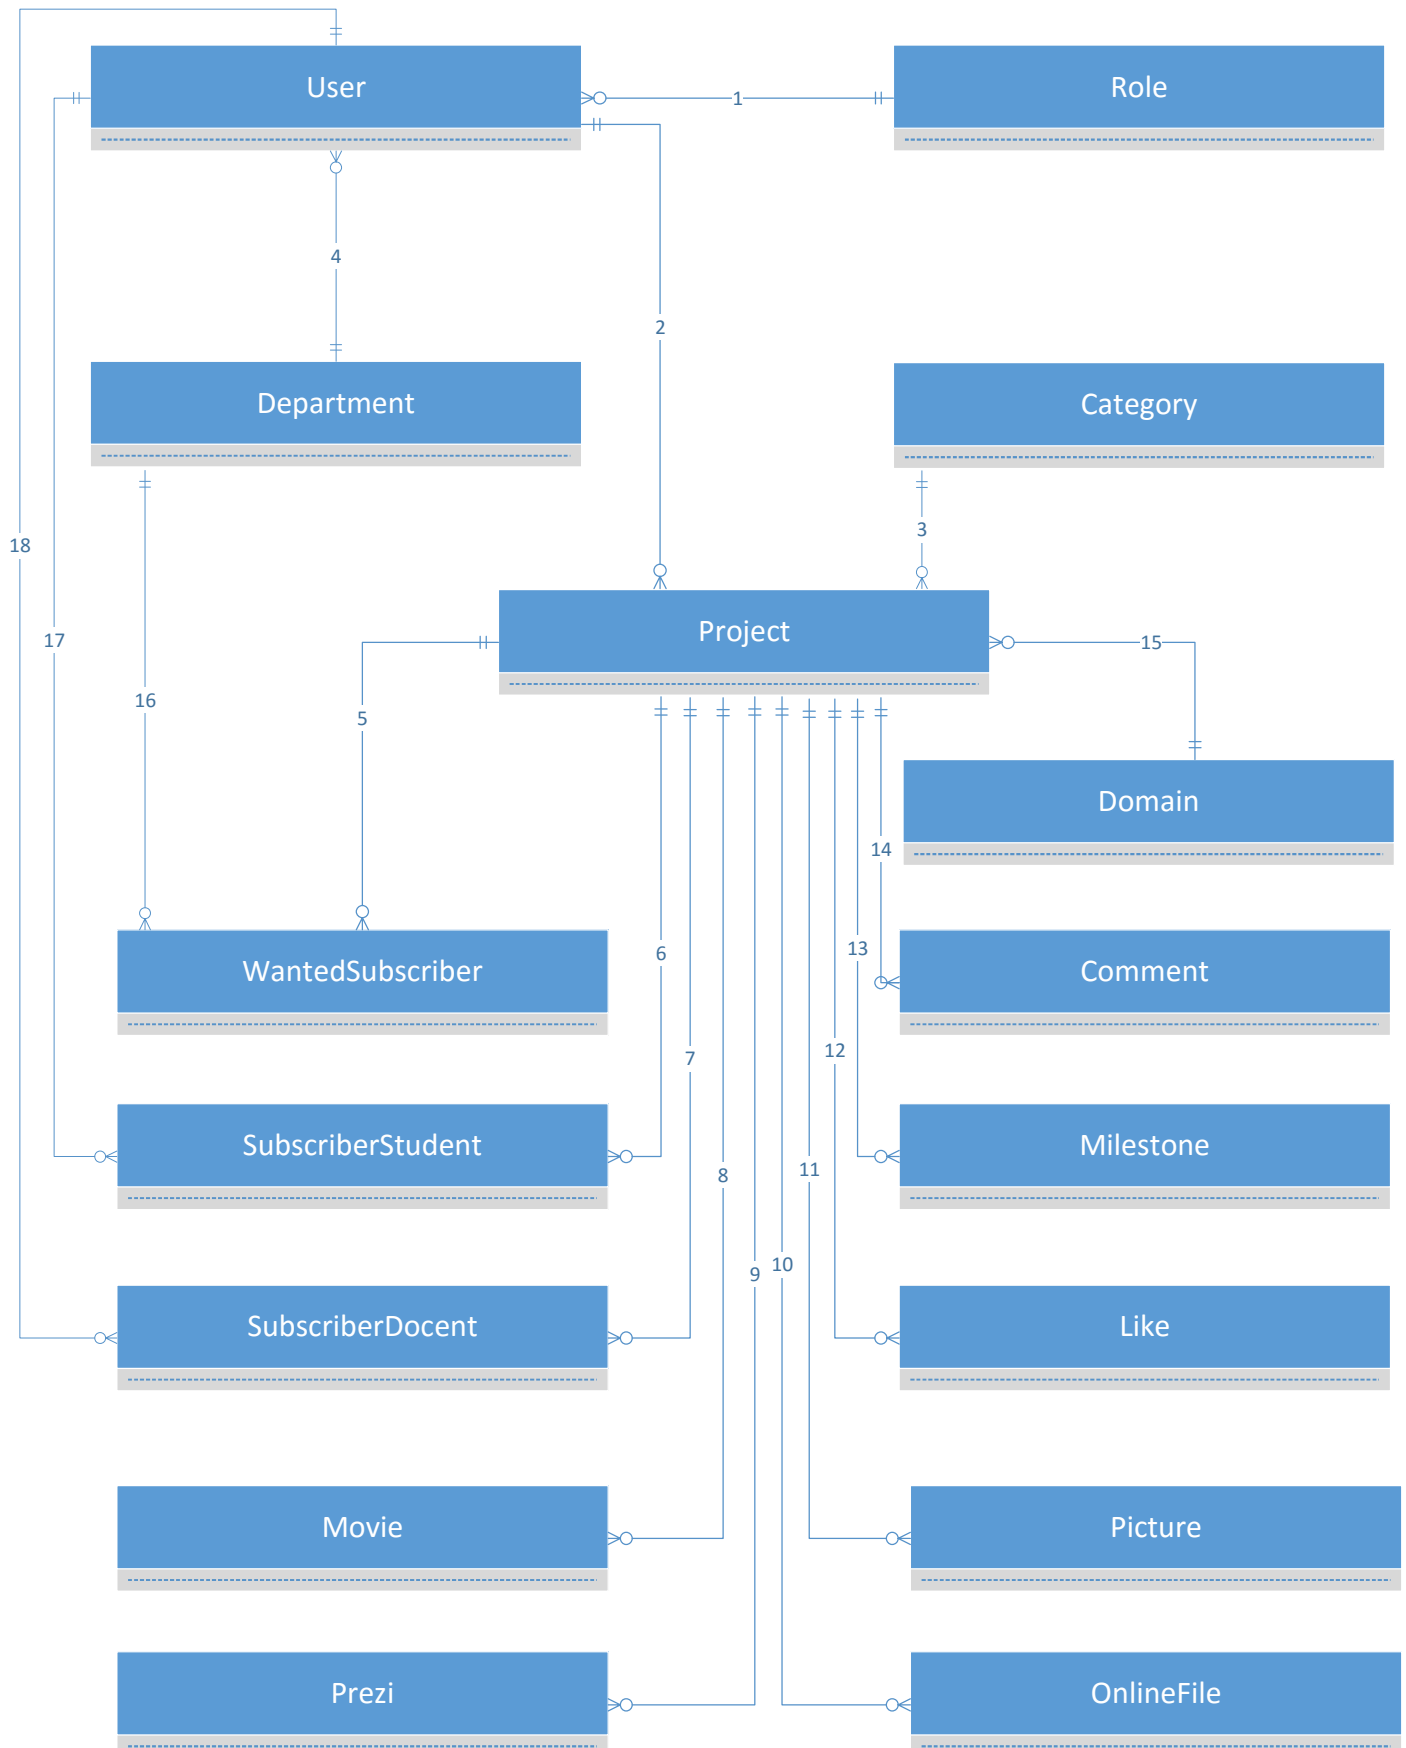 User
1
Role
4
2
Department
Category
18
3
Project
17
15
16
5
Domain
14
6
13
WantedSubscriber
Comment
7
12
SubscriberStudent
Milestone
8
11
9
10
SubscriberDocent
Like
Movie
Picture
Prezi
OnlineFile